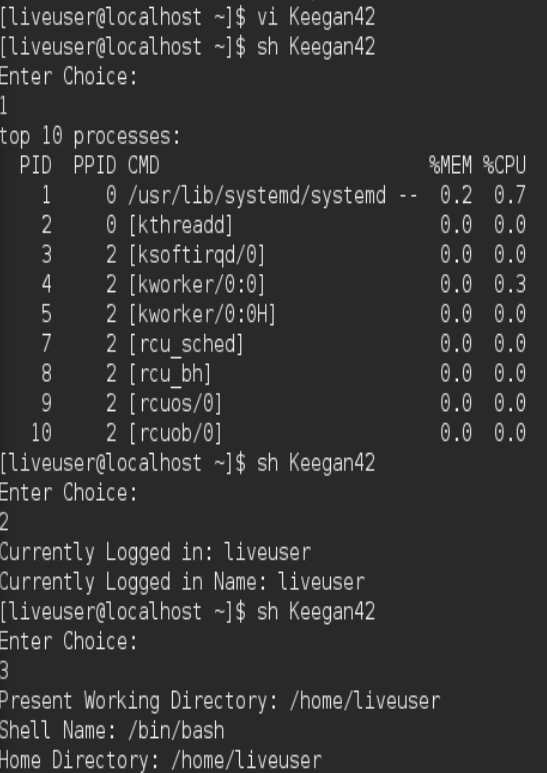 [liveuser@localhost ~]$ vi Keegan42
[liveuser@localhost ~]$ sh Keegan42
Enter Choice:
1
top 10 processes:
  PID  PPID CMD                         %MEM %CPU
    1     0 /usr/lib/systemd/systemd --  0.2  0.7
    2     0 [kthreadd]                   0.0  0.0
    3     2 [ksoftirqd/0]                0.0  0.0
    4     2 [kworker/0:0]                0.0  0.3
    5     2 [kworker/0:0H]               0.0  0.0
    7     2 [rcu_sched]                  0.0  0.0
    8     2 [rcu_bh]                     0.0  0.0
    9     2 [rcuos/0]                    0.0  0.0
   10     2 [rcuob/0]                    0.0  0.0
[liveuser@localhost ~]$ sh Keegan42
Enter Choice:
2
Currently Logged in: liveuser
Currently Logged in Name: liveuser
[liveuser@localhost ~]$ sh Keegan42
Enter Choice:
3
Present Working Directory: /home/liveuser
Shell Name: /bin/bash
Home Directory: /home/liveuser